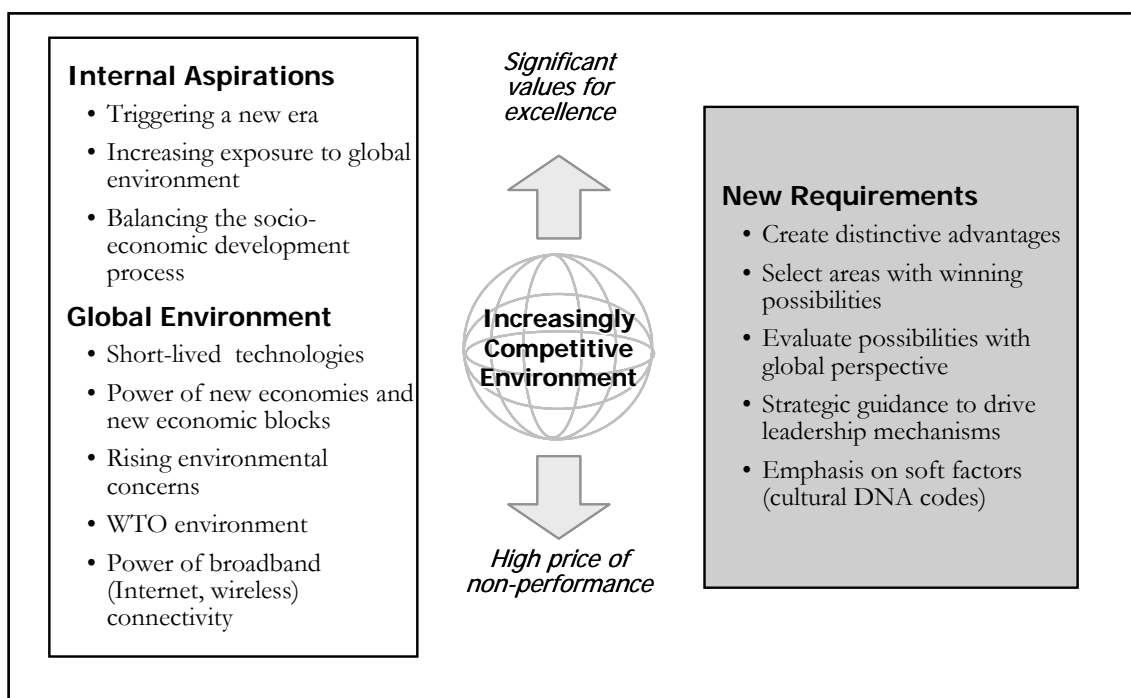 Internal Aspirations
• Triggering a new era
• Increasing exposure to global
environment
• Balancing the socio-
economic development
process
Global Environment
• Short-lived technologies
• Power of new economies and
new economic blocks
• Rising environmental
concerns
• WTO environment
• Power of broadband
(Internet, wireless)
connectivity
Significant
values for
excellence
Increasingly
Competitive
Environment
High price of
non-performance
New Requirements
• Create distinctive advantages
• Select areas with winning
possibilities
• Evaluate possibilities with
global perspective
• Strategic guidance to drive
leadership mechanisms
• Emphasis on soft factors
(cultural DNA codes)